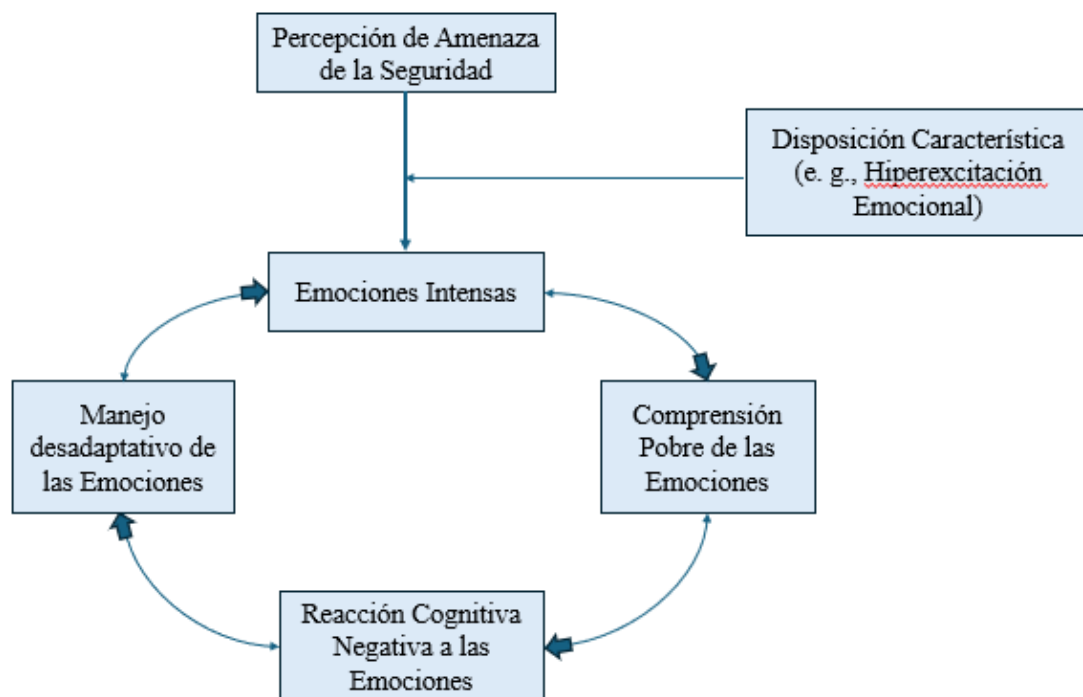 Percepción de Amenaza
de la Seguridad
Disposición Característica
(e. g., Hiperexcitación
Emocional)
Emociones Intensas
Manejo
desadaptativo de
las Emociones
Comprensión
Pobre de las
Emociones
Reacción Cognitiva
Negativa a las
Emociones